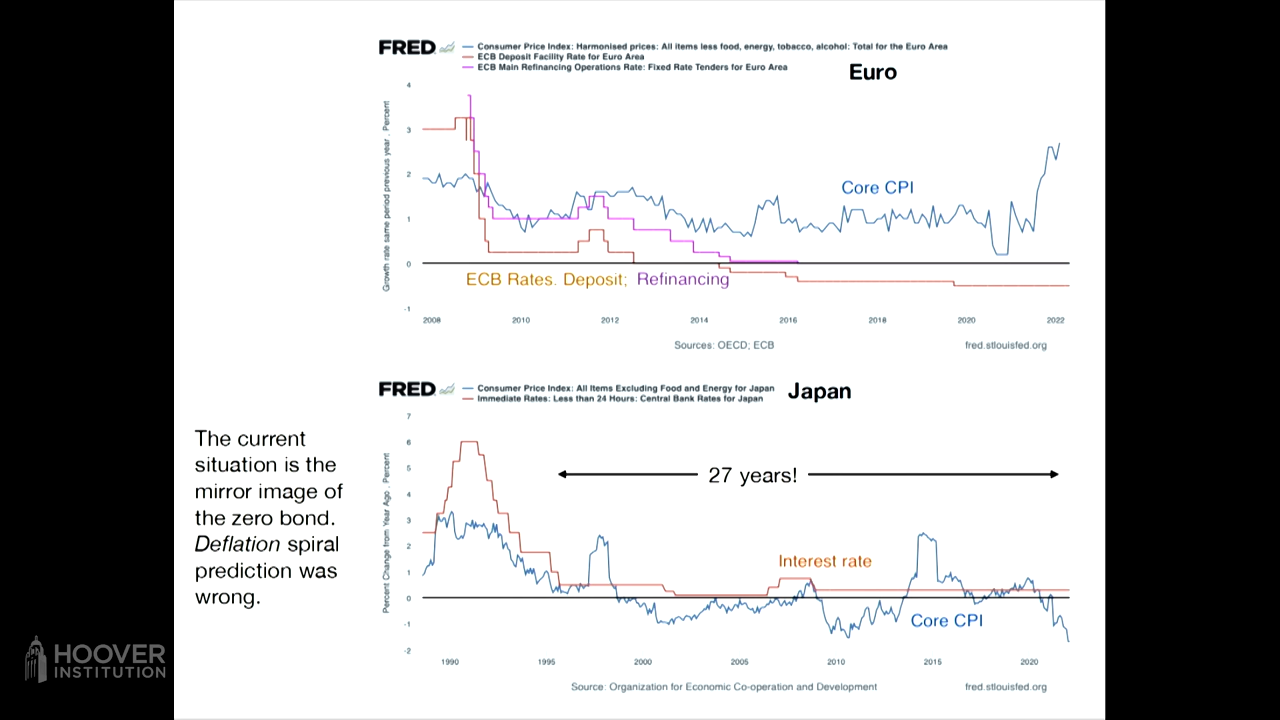 FRED
Consumer Price Index: Harmonised prices: All items less food, energy, tobacco, alcohol: Total for the Euro Area
ECB Deposit Facility Rate for Euro Area
ECB Main Refinancing Operations Rate: Fixed Rate Tenders for Euro Area
Euro
Growth rate same period previous year , Percent
4
3
2
1
0
-1
Core CPI
ECB Rates. Deposit; Refinancing
2008 2010 2012 2014 2016 2018 2020 2022
Sources: OECD; ECB
fred.stlouisfed.org
FRED
Consumer Price Index: All Items Excluding Food and Energy for Japan
Immediate Rates: Less than 24 Hours: Central Bank Rates for Japan
Japan
Percent Change from Year Ago , Percent
7
6
5
4
3
2
1
0
-1
-2
27 years!
Interest rate
Core CPI
1990 1995 2000 2005 2010 2015 2020
Source: Organization for Economic Co-operation and Development
fred.stlouisfed.org
The current
situation is the
mirror image of
the zero bond.
Deflation spiral
prediction was
wrong.
HOOVER
INSTITUTION